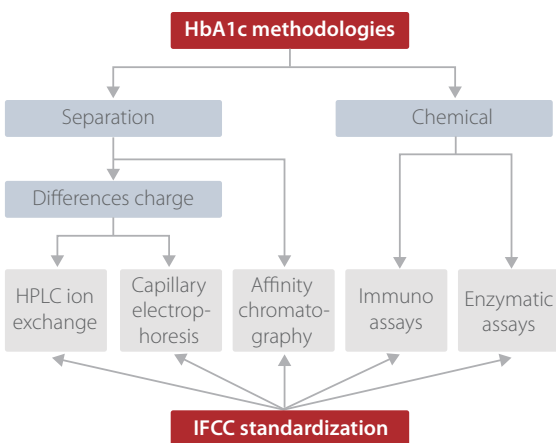 HbA1c methodologies
Separation
Chemical
Differences charge
HPLC ion
exchange
Capillary
electrop-
horesis
Affinity
chromato-
graphy
Immuno
assays
Enzymatic
assays
IFCC standardization